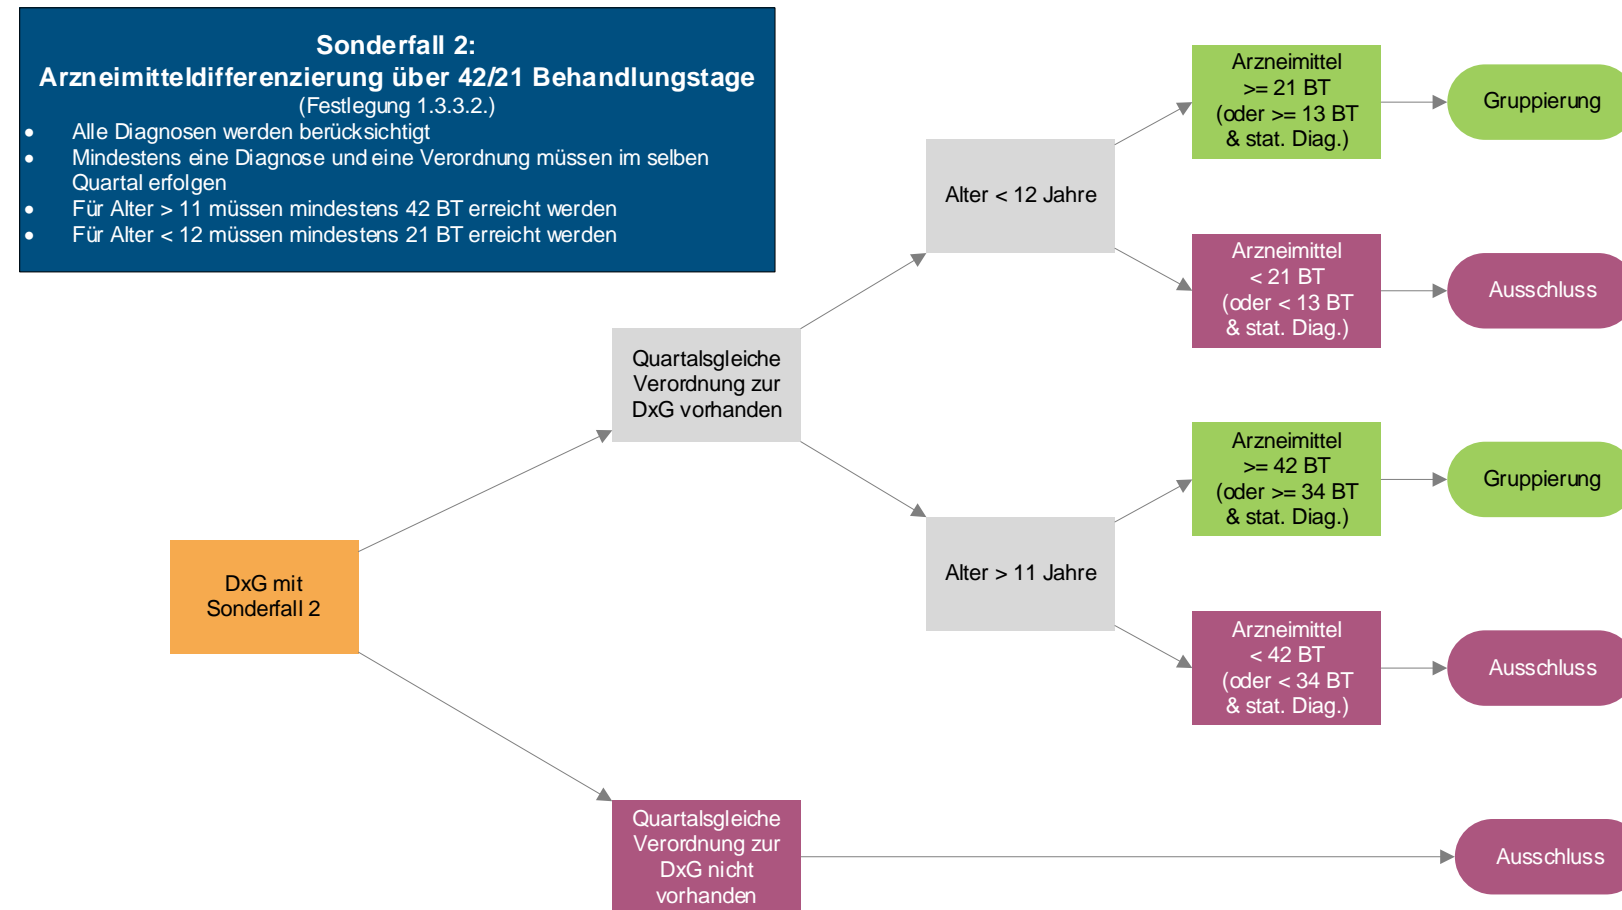 Sonderfall 2:
Arzneimitteldifferenzierung über 42/21 Behandlungstage
(Festlegung 1.3.3.2.)
• Alle Diagnosen werden berücksichtigt
• Mindestens eine Diagnose und eine Verordnung müssen im selben
Quartal erfolgen
• Für Alter > 11 müssen mindestens 42 BT erreicht werden
• Für Alter < 12 müssen mindestens 21 BT erreicht werden
DxG mit
Sonderfall 2
Quartalsgleiche
Verordnung zur
DxG vorhanden
Quartalsgleiche
Verordnung zur
DxG nicht
vorhanden
Alter < 12 Jahre
Alter > 11 Jahre
Arzneimittel
>= 21 BT
(oder >= 13 BT
& stat. Diag.)
Gruppierung
Arzneimittel
< 21 BT
(oder < 13 BT
& stat. Diag.)
Ausschluss
Arzneimittel
>= 42 BT
(oder >= 34 BT
& stat. Diag.)
Gruppierung
Arzneimittel
< 42 BT
(oder < 34 BT
& stat. Diag.)
Ausschluss
Ausschluss